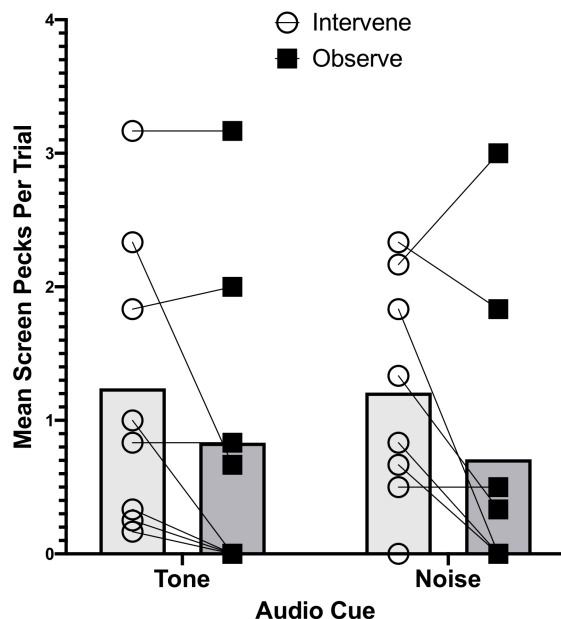 Intervene
Observe
Mean Screen Pecks Per Trial
4
3
2
1
0
Tone
Noise
Audio Cue